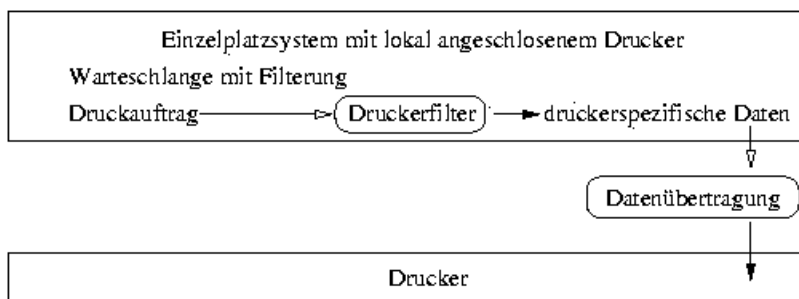 Einzelplatzsystem mit lokal angeschlosenem Drucker
Warteschlange mit Filterung
Druckauftrag Druckerfilter druckerspezifische Daten
Datenübertragung
Drucker